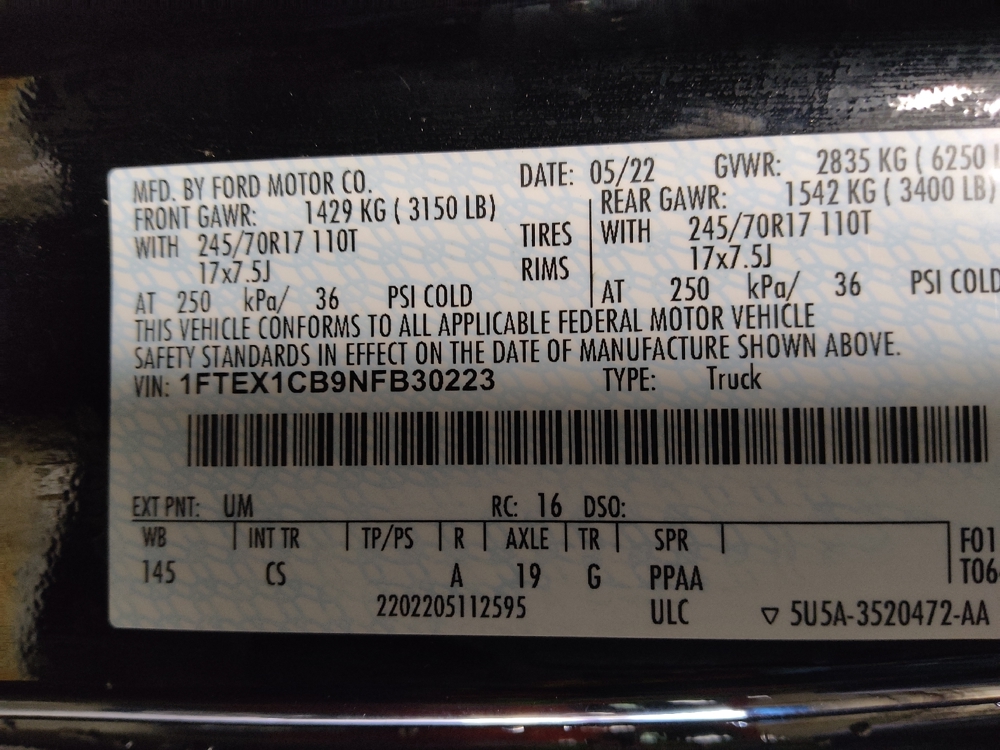 MFD. BY FORD MOTOR CO. DATE: 05/22 GVWR: 2835 KG ( 6250
FRONT GAWR: 1429 KG ( 3150 LB) REAR GAWR: 1542 KG ( 3400 LB)
WITH 245/70R17 110T TIRES WITH 245/70R17 110T
17x7.5J RIMS 17x7.5J
AT 250 kPa/ 36 PSI COLD AT 250 kPa/ 36 PSI COLD
THIS VEHICLE CONFORMS TO ALL APPLICABLE FEDERAL MOTOR VEHICLE
SAFETY STANDARDS IN EFFECT ON THE DATE OF MANUFACTURE SHOWN ABOVE.
VIN: 1FTEX1CB9NFB30223 TYPE: Truck
EXT PNT: UM RC: 16 DSO:
WB INT TR TP/PS R AXLE TR SPR F01
145 CS A 19 G PPAA T06
2202205112595 ULC ▽ 5U5A-3520472-AA